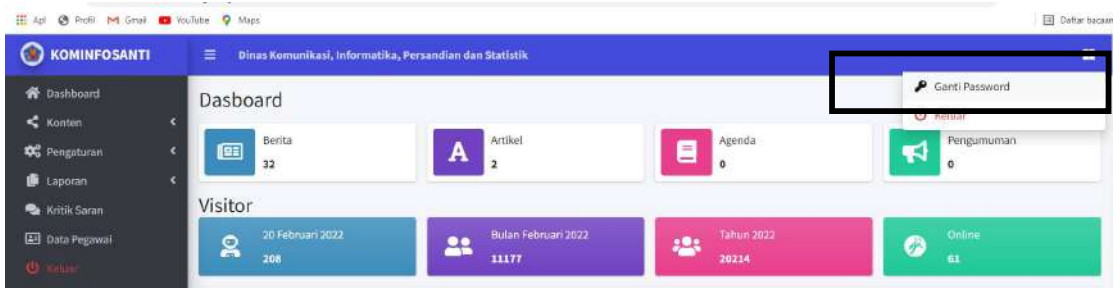 Apl Profil Gmail YouTube Maps Daftar bacaan
KOMINFOSANTI
Dinas Komunikasi, Informatika, Persandian dan Statistik
Dashboard
Konten
Pengaturan
Laporan
Kritik Saran
Data Pegawai
Keluar
Dasboard
Ganti Password
Keluar
Berita
32
Artikel
2
Agenda
0
Pengumuman
0
Visitor
20 Februari 2022
208
Bulan Februari 2022
11177
Tahun 2022
20214
Online
61